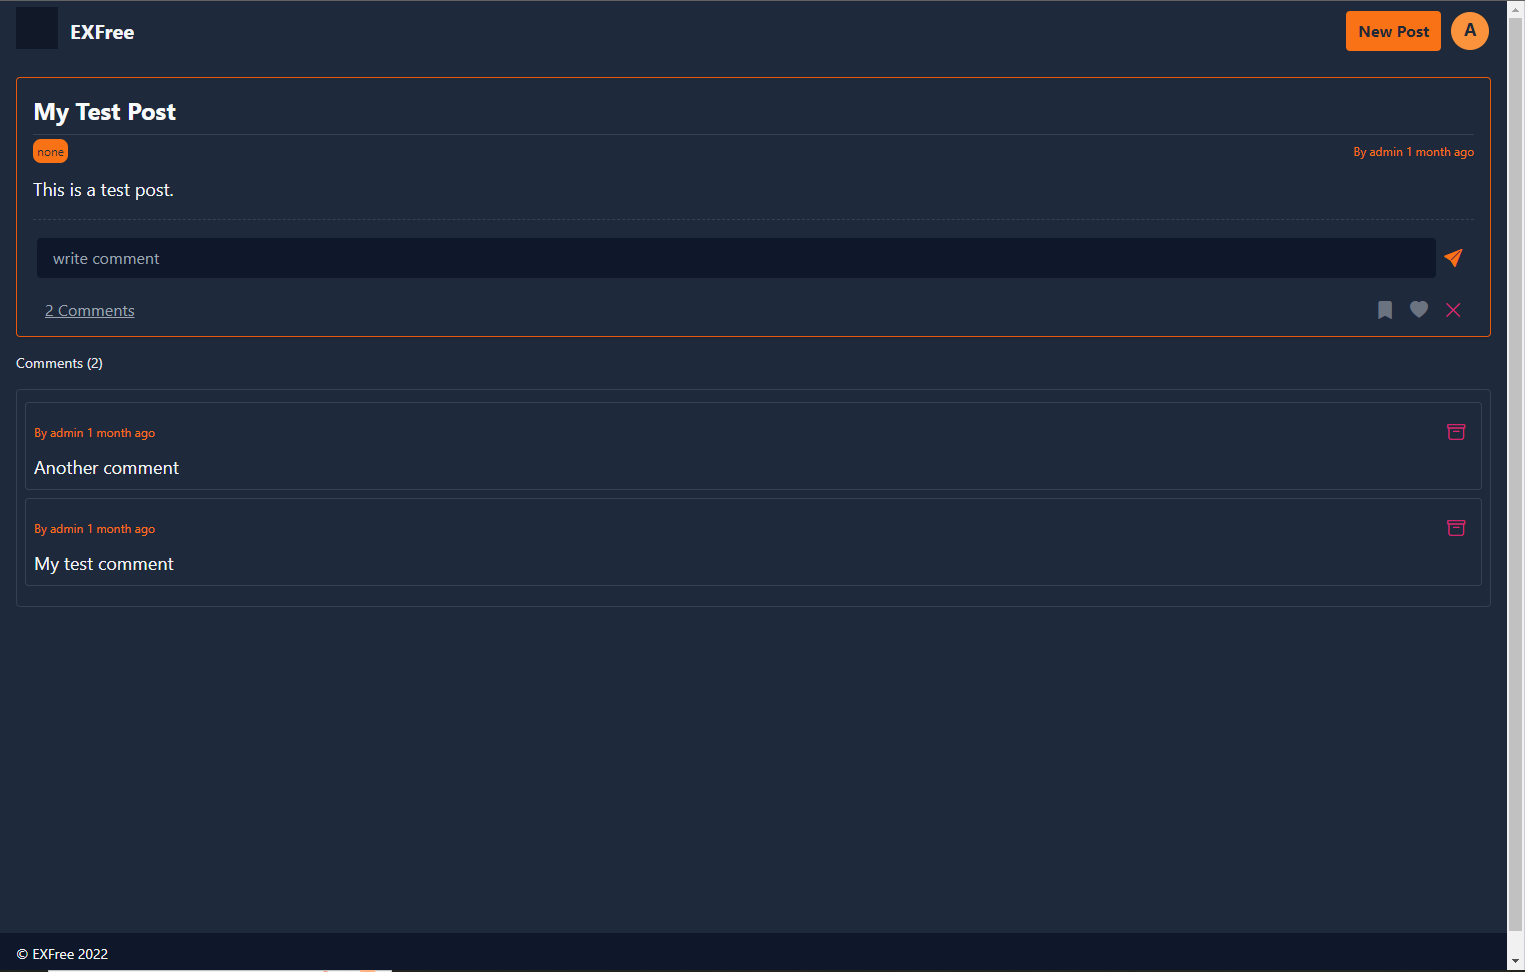 EXFree
New Post
A
My Test Post
none
By admin 1 month ago
This is a test post.
write comment
2 Comments
Comments (2)
By admin 1 month ago
Another comment
By admin 1 month ago
My test comment
© EXFree 2022